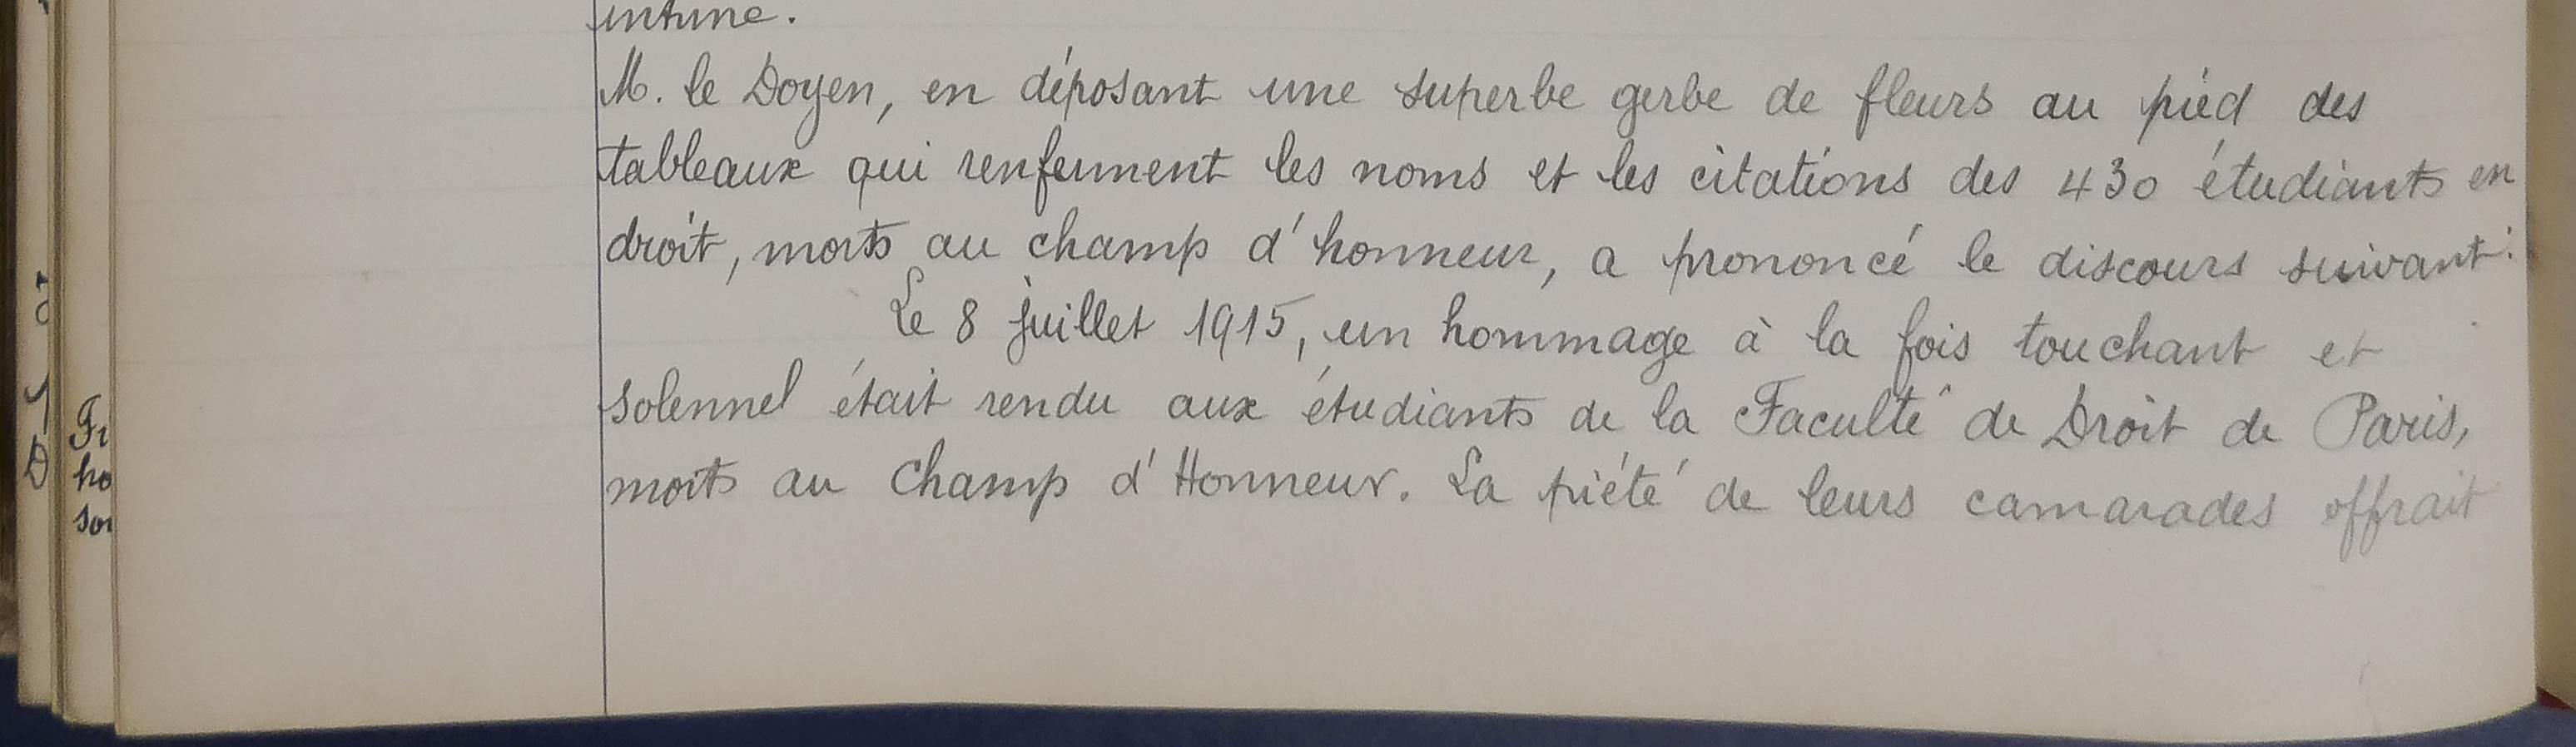 intime.
M. le Doyen, en déposant une superbe gerbe de fleurs au pied des
tableaux qui renferment les noms et les citations des 430 étudiants en
droit, morts au champ d'honneur, a prononcé le discours suivant:
Le 8 juillet 1915, un hommage à la fois touchant et
solennel était rendu aux étudiants de la Faculté de Droit de Paris,
morts au Champ d'Honneur. La piété de leurs camarades offrait